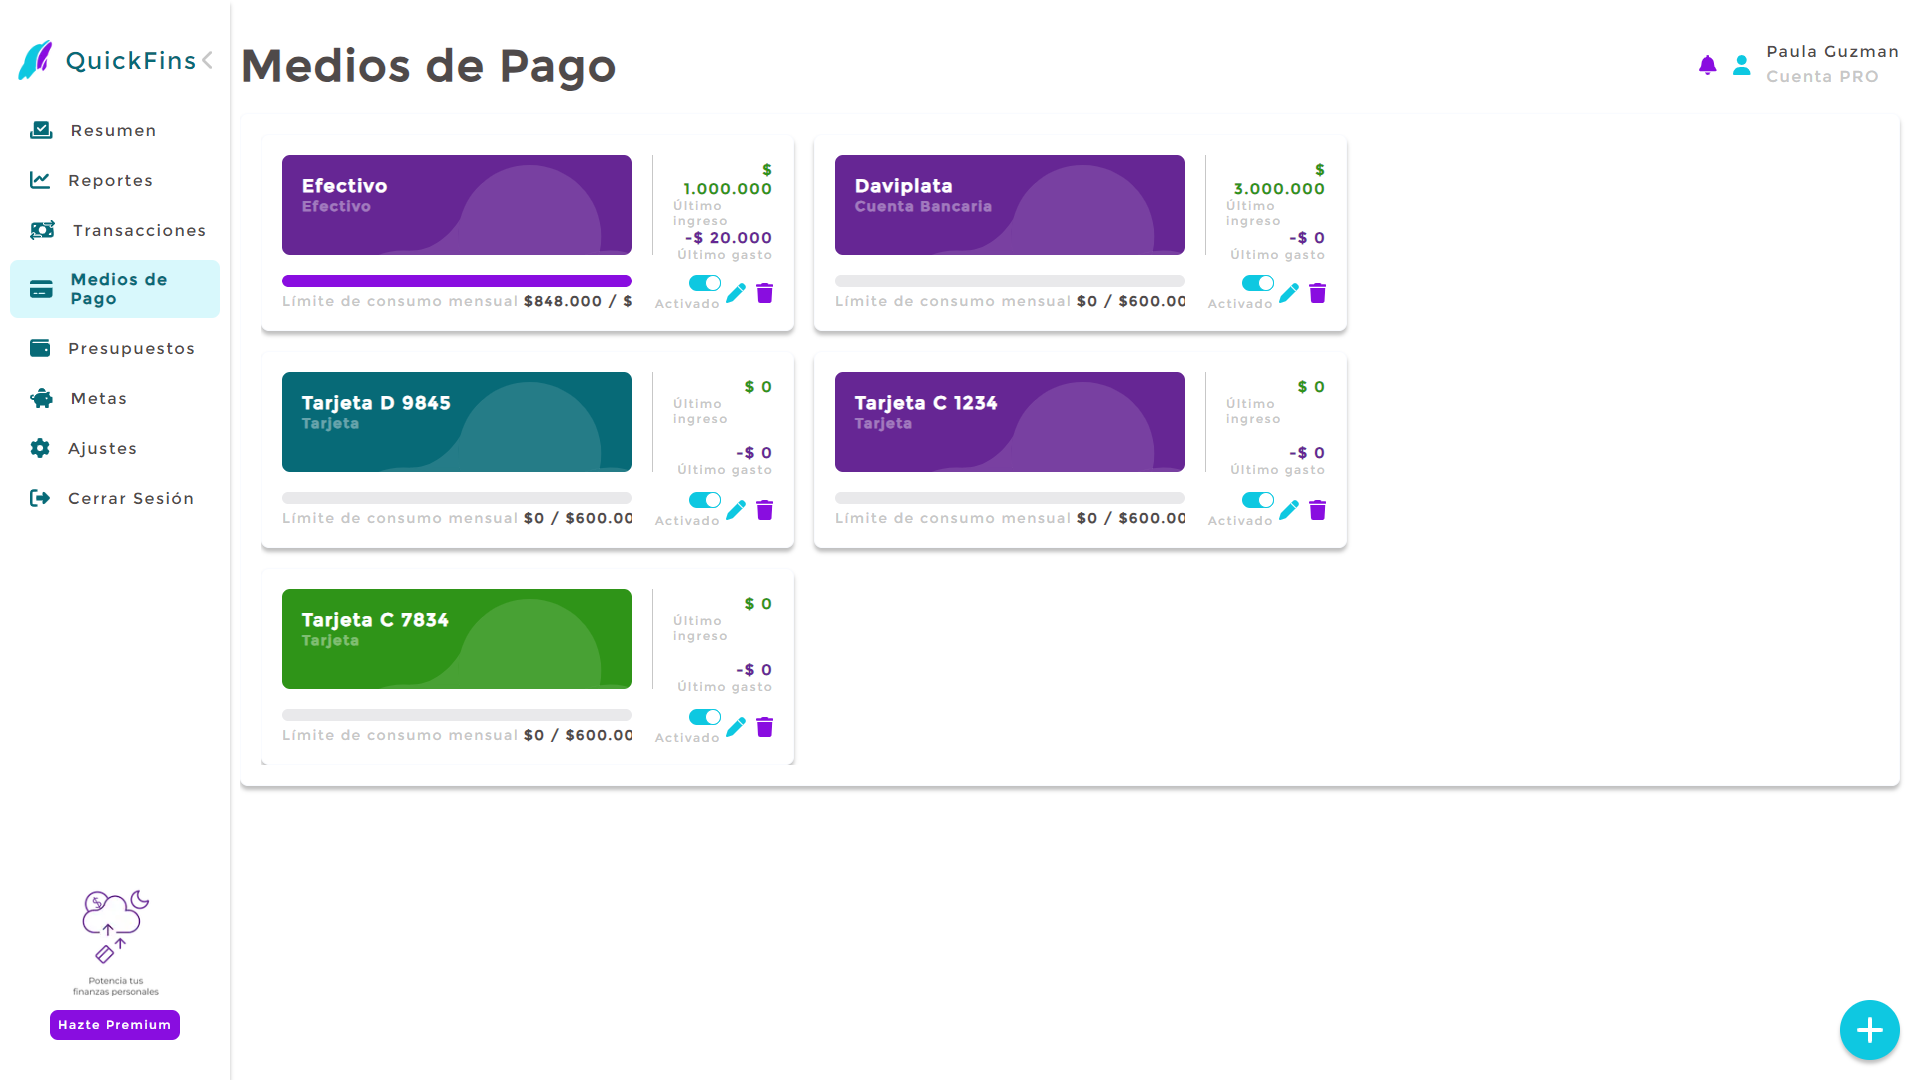 QuickFins
Resumen
Reportes
Transacciones
Medios de
Pago
Presupuestos
Metas
Ajustes
Cerrar Sesión
Potencia tus
finanzas personales
Hazte Premium
Medios de Pago
Paula Guzman
Cuenta PRO
Efectivo
Efectivo
$
1.000.000
Último
ingreso
-$ 20.000
Último gasto
Límite de consumo mensual $848.000 / $
Activado
Daviplata
Cuenta Bancaria
$
3.000.000
Último
ingreso
-$ 0
Último gasto
Límite de consumo mensual $0 / $600.00
Activado
Tarjeta D 9845
Tarjeta
$ 0
Último
ingreso
-$ 0
Último gasto
Límite de consumo mensual $0 / $600.00
Activado
Tarjeta C 1234
Tarjeta
$ 0
Último
ingreso
-$ 0
Último gasto
Límite de consumo mensual $0 / $600.00
Activado
Tarjeta C 7834
Tarjeta
$ 0
Último
ingreso
-$ 0
Último gasto
Límite de consumo mensual $0 / $600.00
Activado